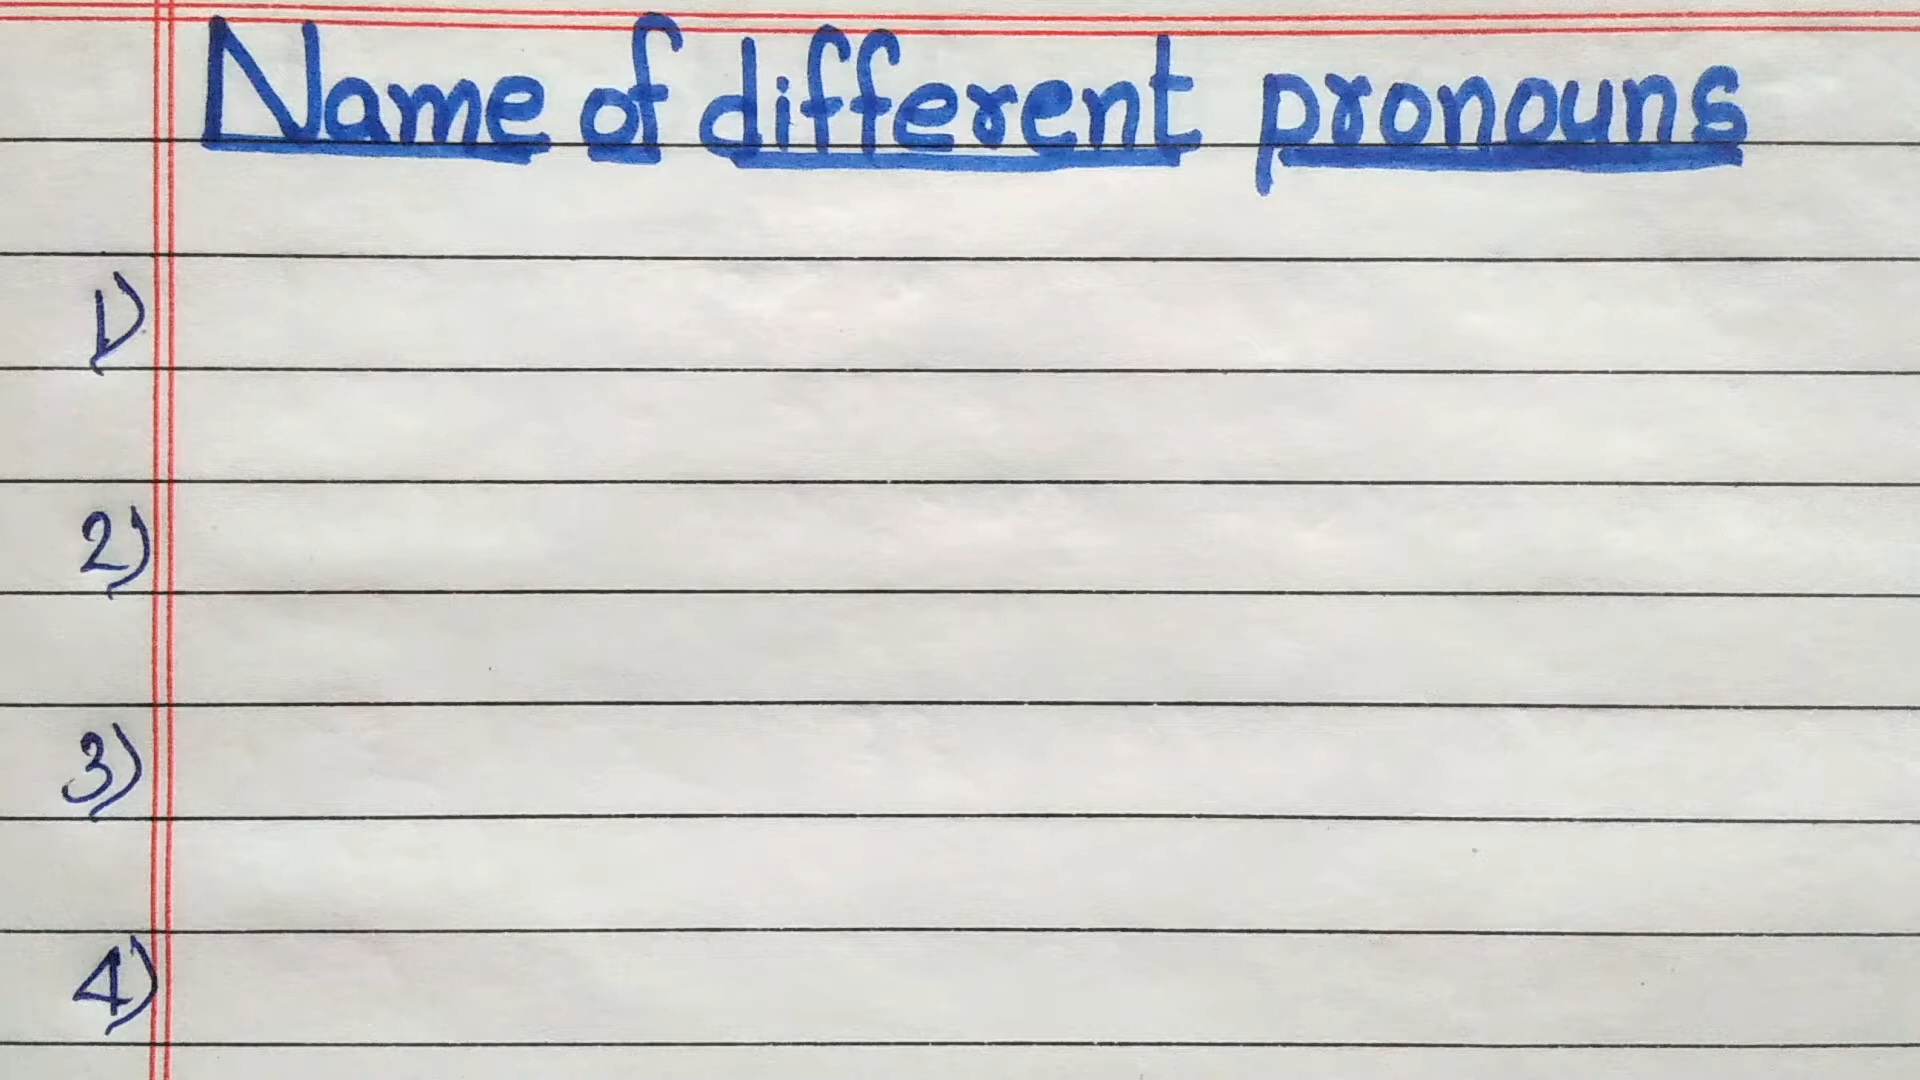 Name of different pronouns
1)
2)
3)
4)